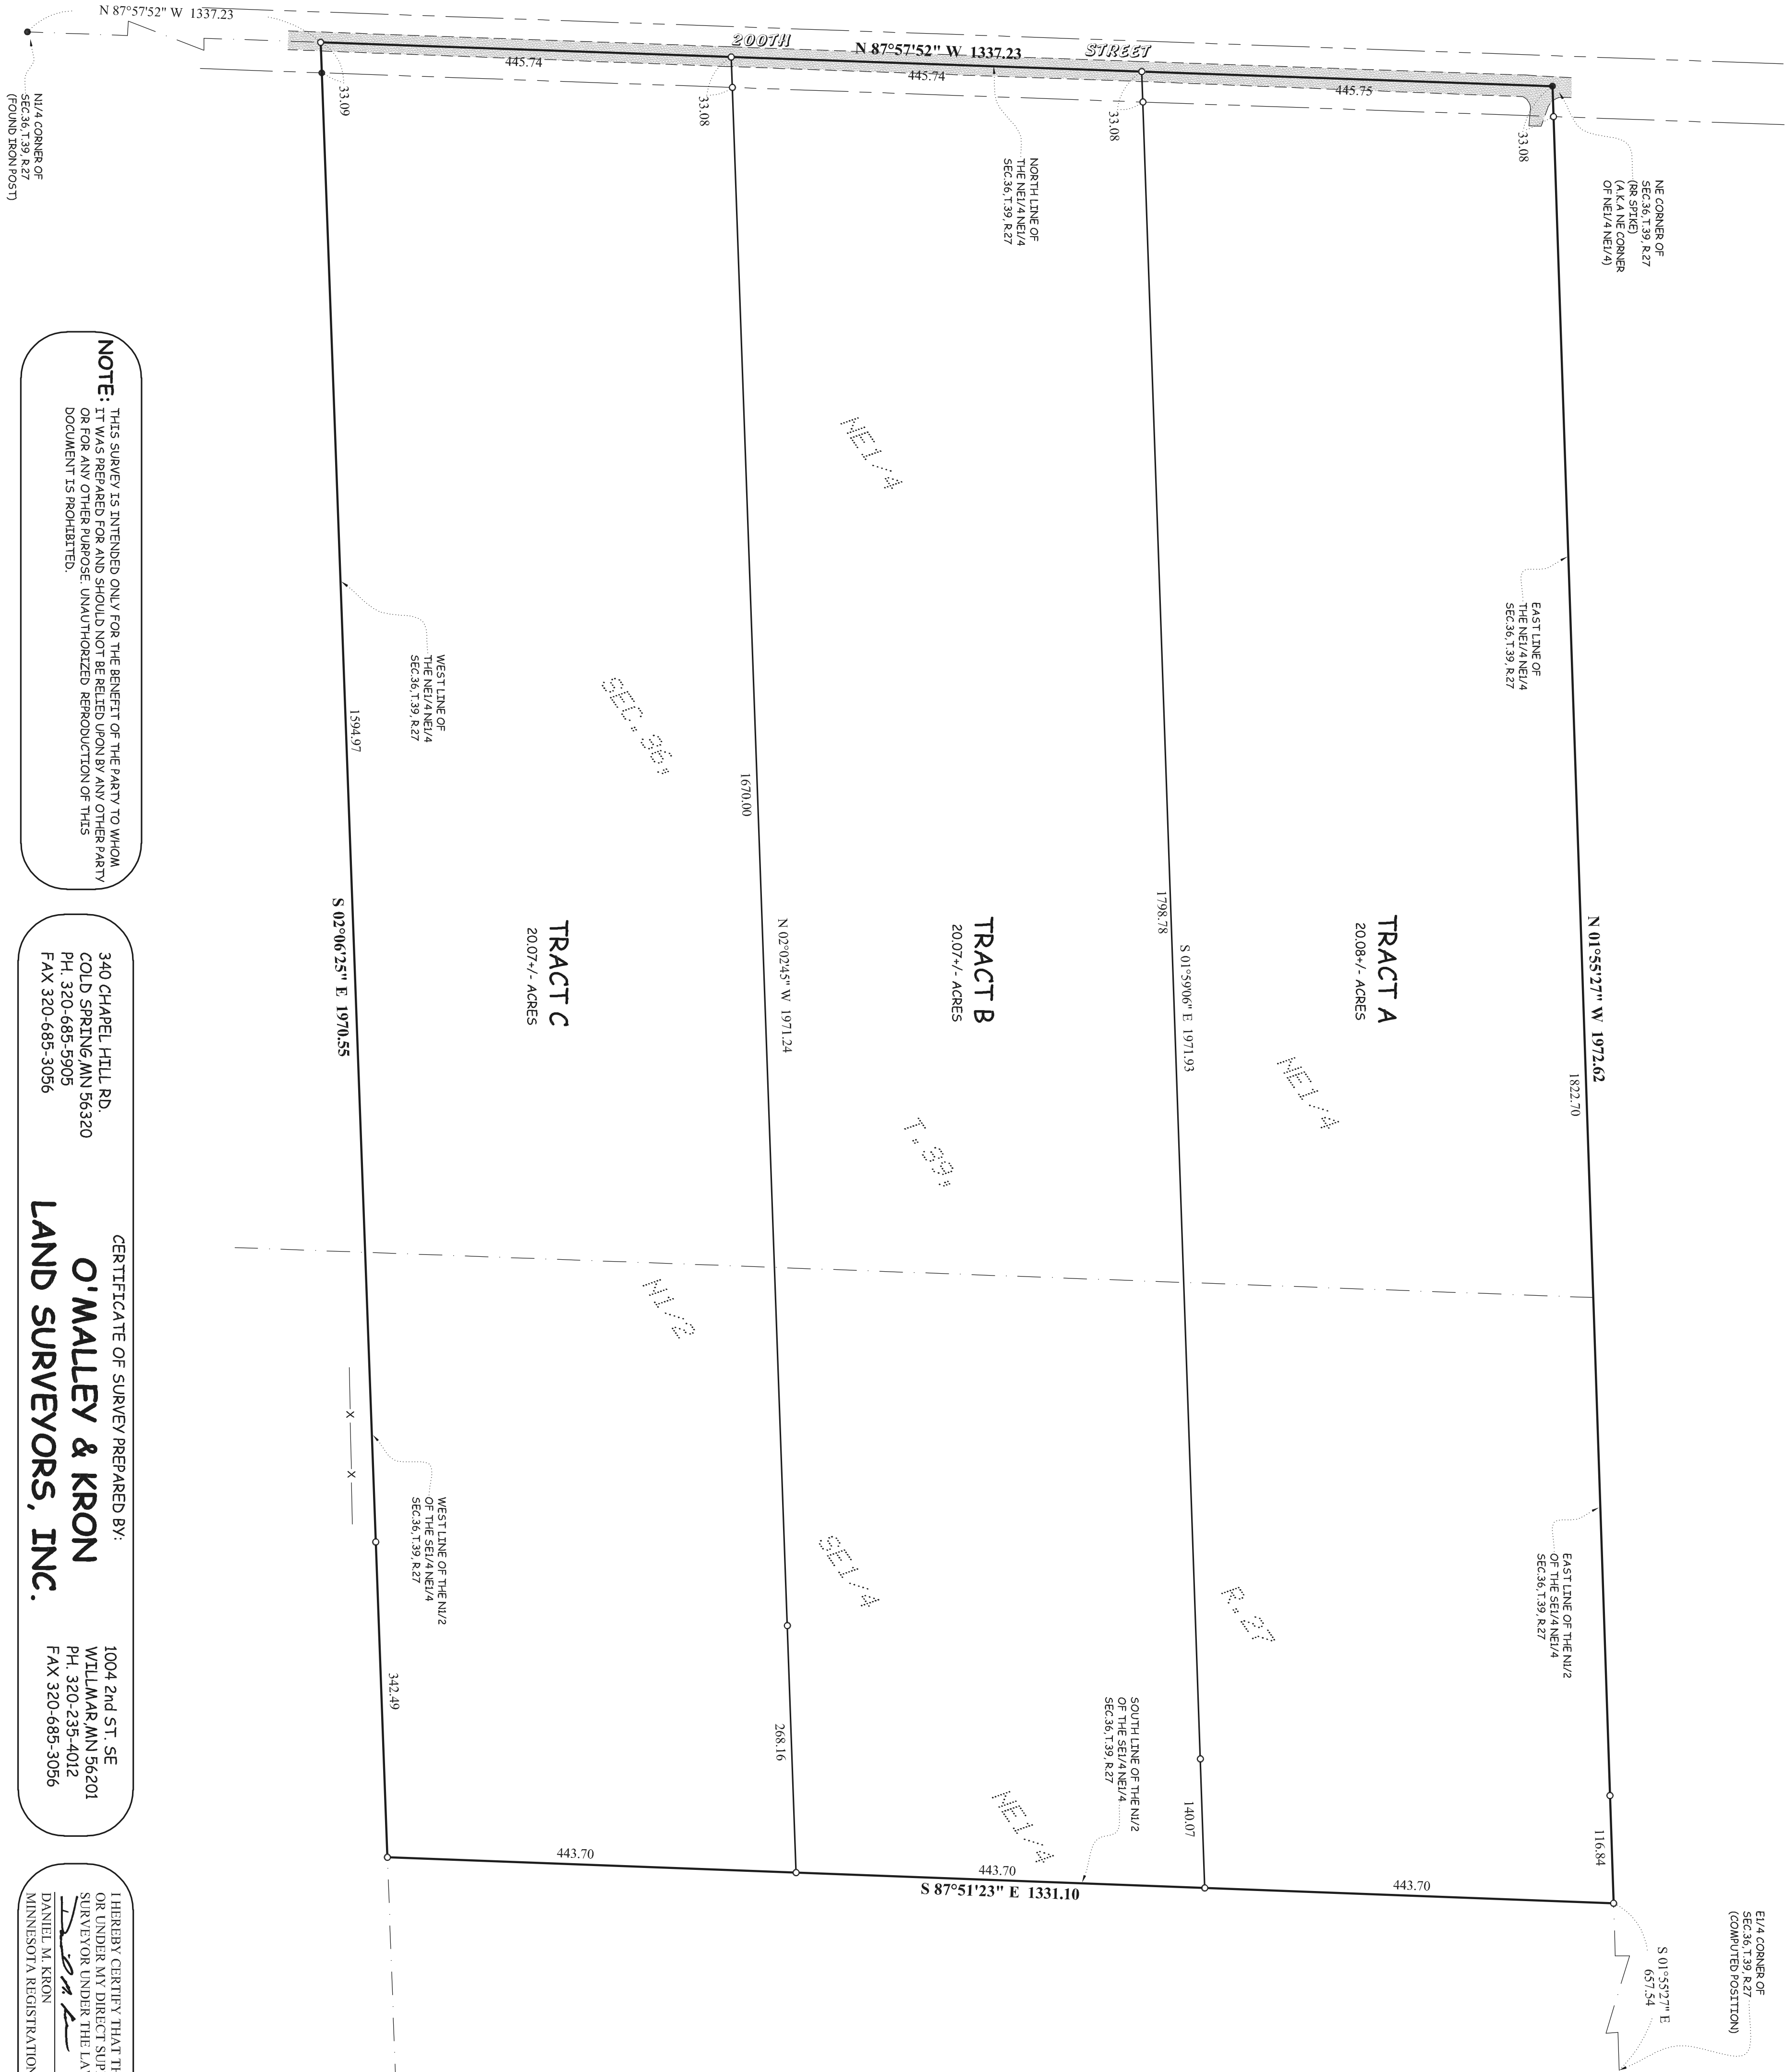 N 87°57'52" W 1337.23
200TH
N 87°57'52" W 1337.23
STREET
445.74
445.74
445.75
33.09
33.08
33.08
33.08
N1/4 CORNER OF
SEC.36,T.39, R.27
(FOUND IRON POST)
NORTH LINE OF
THE NE1/4 NE1/4
SEC.36,T.39, R.27
NE CORNER OF
SEC.36,T.39, R.27
(RR SPIKE)
(A.K.A NE CORNER
OF NE1/4 NE1/4)
NE1/4
EAST LINE OF
THE NE1/4 NE1/4
SEC.36,T.39, R.27
WEST LINE OF
THE NE1/4 NE1/4
SEC.36,T.39, R.27
SEC. 36,
1594.97
1670.00
1798.78
1822.70
S 02°06'25" E 1970.55
N 02°02'45" W 1971.24
S 01°59'06" E 1971.93
N 01°55'27" W 1972.62
TRACT C
20.07+/- ACRES
TRACT B
20.07+/- ACRES
TRACT A
20.08+/- ACRES
NE1/4
T.39,
N1/2
X
X
WEST LINE OF THE N1/2
OF THE SE1/4 NE1/4
SEC.36,T.39, R.27
SE1/4
R.27
EAST LINE OF THE N1/2
OF THE SE1/4 NE1/4
SEC.36,T.39, R.27
342.49
268.16
140.07
116.84
SOUTH LINE OF THE N1/2
OF THE SE1/4 NE1/4
SEC.36,T.39, R.27
NE1/4
443.70
443.70
443.70
S 87°51'23" E 1331.10
E1/4 CORNER OF
SEC.36,T.39, R.27
(COMPUTED POSITION)
S 01°55'27" E
657.54
NOTE:
THIS SURVEY IS INTENDED ONLY FOR THE BENEFIT OF THE PARTY TO WHOM
IT WAS PREPARED FOR AND SHOULD NOT BE RELIED UPON BY ANY OTHER PARTY
OR FOR ANY OTHER PURPOSE. UNAUTHORIZED REPRODUCTION OF THIS
DOCUMENT IS PROHIBITED.
CERTIFICATE OF SURVEY PREPARED BY:
340 CHAPEL HILL RD.
COLD SPRING,MN 56320
PH. 320-685-5905
FAX 320-685-3056
O'MALLEY & KRON
LAND SURVEYORS, INC.
1004 2nd ST. SE
WILLMAR,MN 56201
PH. 320-235-4012
FAX 320-685-3056
I HEREBY CERTIFY THAT
OR UNDER MY DIRECT
SURVEYOR UNDER THE
DANIEL M. KRON
MINNESOTA REGISTRATION